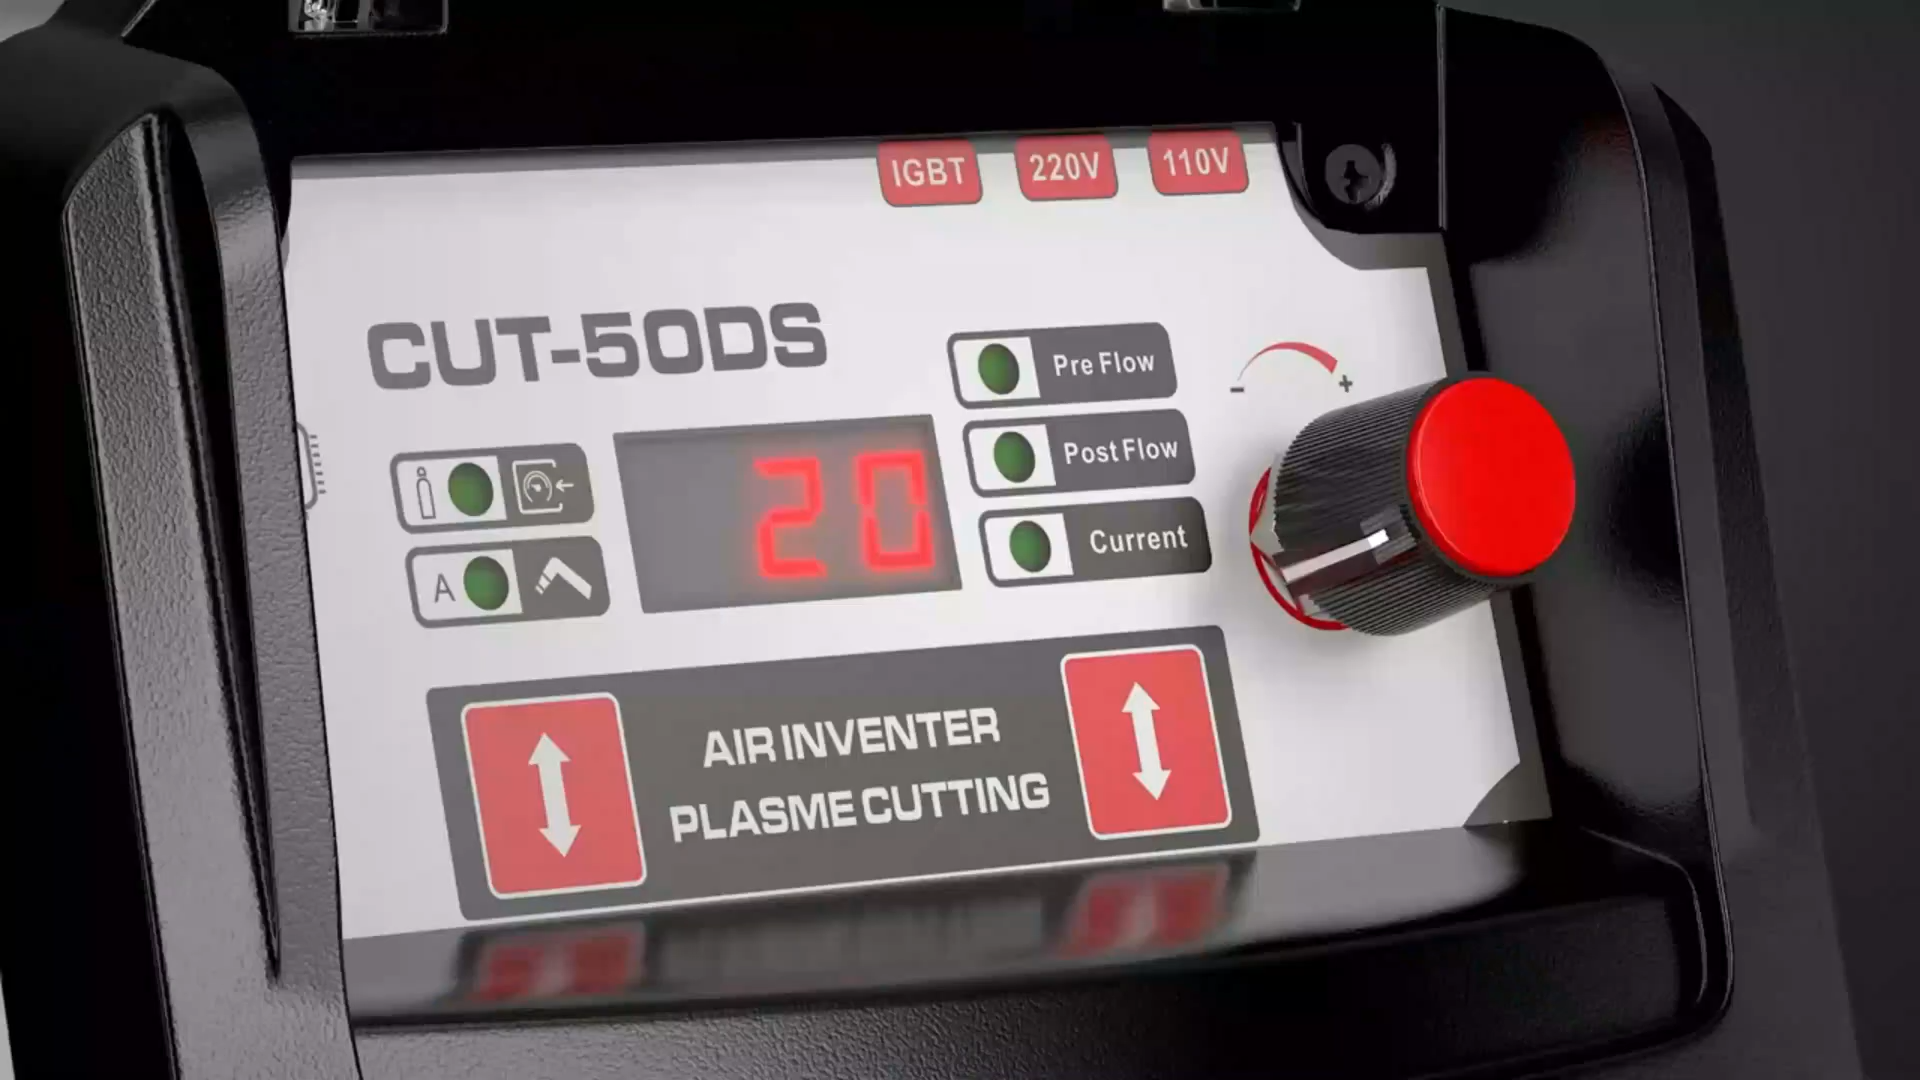 IGBT
220V
110V
CUT-50DS
Pre Flow
Post Flow
Current
A
20
- +
AIR INVENTER
PLASME CUTTING